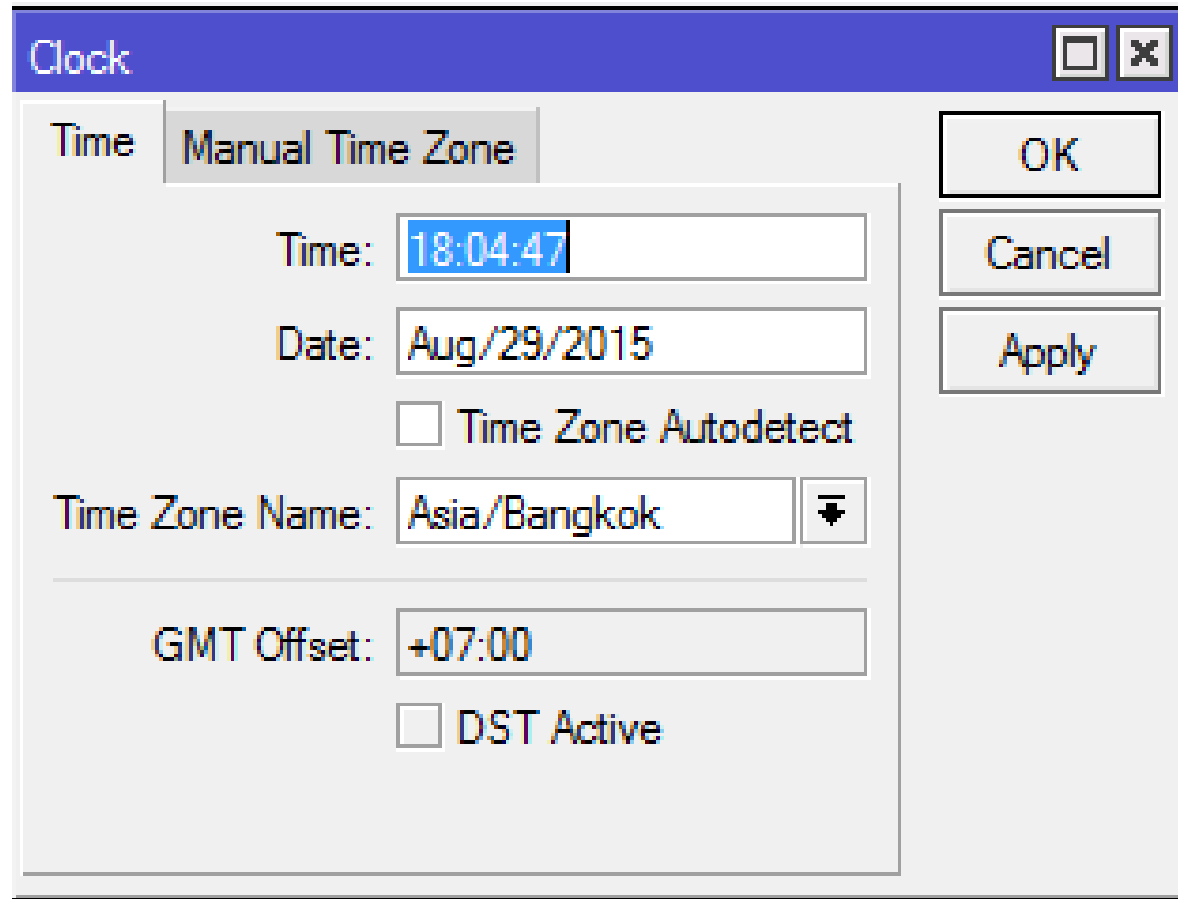 Clock
Time Manual Time Zone
OK
Time: 18:04:47
Cancel
Date: Aug/29/2015
Apply
Time Zone Autodetect
Time Zone Name: Asia/Bangkok
GMT Offset: +07:00
DST Active